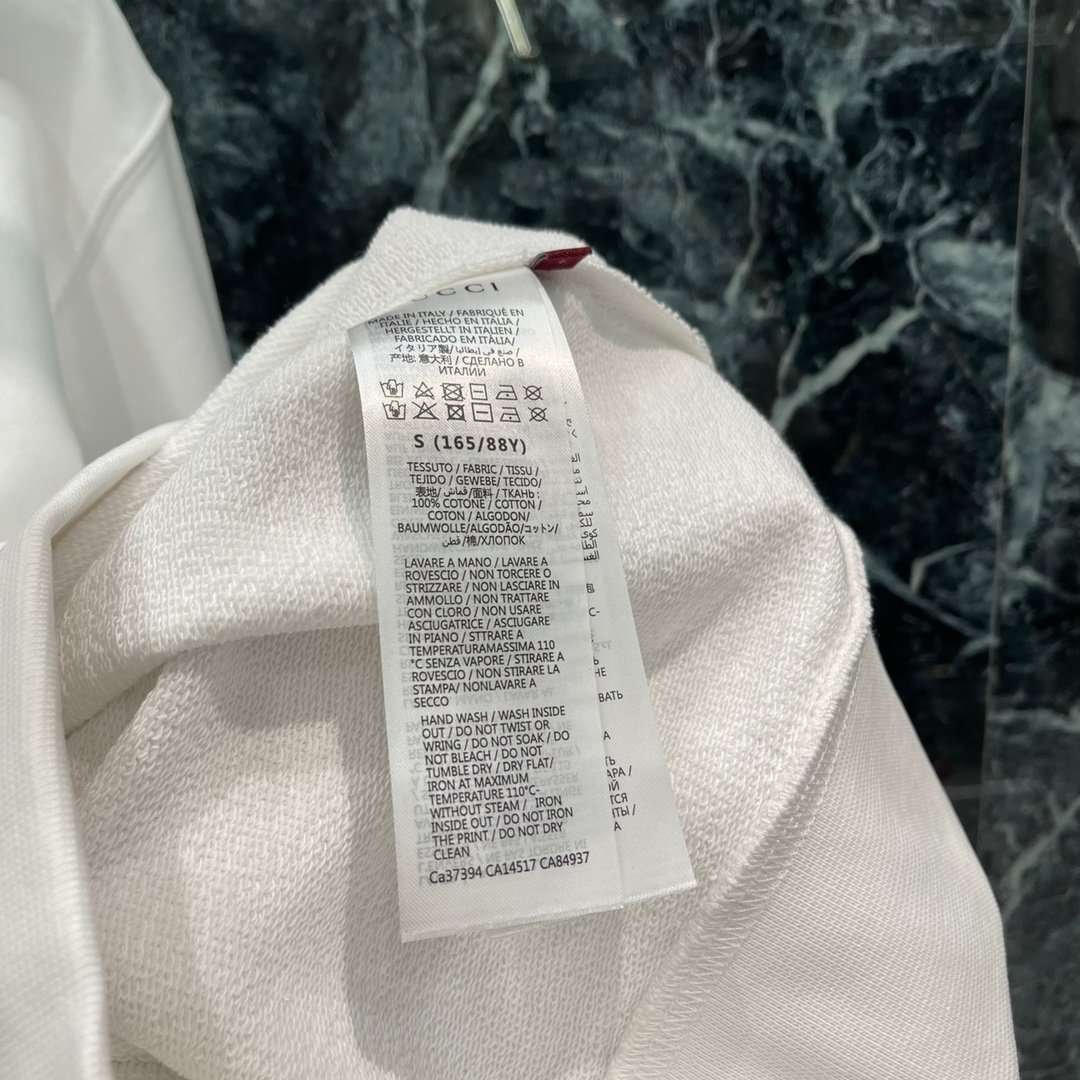 GUCCI
MADE IN ITALY / FABRIQUÉ EN
ITALIE / HECHO EN ITALIA /
HERGESTELLT IN ITALIEN /
FABRICADO EM ITALIA/
イタリア製/ صنع في إيطاليا /
产地: 意大利 / СДЕЛАНО В
ИТАЛИИ
S (165/88Y)
TESSUTO / FABRIC / TISSU /
TEJIDO / GEWEBE/ TECIDO/
表地/ قماش /面料 / ТКАНЬ :
100% COTONE / COTTON /
COTON / ALGODON/
BAUMWOLLE/ALGODÃO/コットン/
قطن /棉/ХЛОПОК
LAVARE A MANO / LAVARE A
ROVESCIO / NON TORCERE O
STRIZZARE / NON LASCIARE IN
AMMOLLO / NON TRATTARE
CON CLORO / NON USARE
ASCIUGATRICE / ASCIUGARE
IN PIANO / STTRARE A
TEMPERATURAMASSIMA 110
°C SENZA VAPORE / STIRARE A
ROVESCIO / NON STIRARE LA
STAMPA/ NONLAVARE A
SECCO
HAND WASH / WASH INSIDE
OUT / DO NOT TWIST OR
WRING / DO NOT SOAK / DO
NOT BLEACH / DO NOT
TUMBLE DRY / DRY FLAT/
IRON AT MAXIMUM
TEMPERATURE 110°C-
WITHOUT STEAM / IRON
INSIDE OUT / DO NOT IRON
THE PRINT / DO NOT DRY
CLEAN
Ca37394 CA14517 CA84937